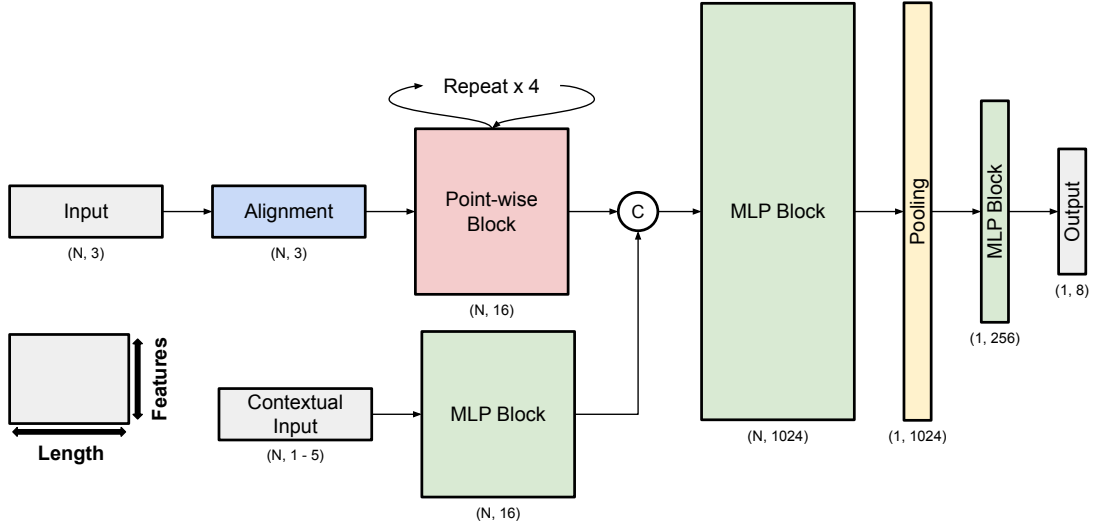 Repeat x 4
Input
(N, 3)
Alignment
(N, 3)
Point-wise
Block
(N, 16)
C
MLP Block
(N, 1024)
Pooling
(1, 1024)
MLP Block
(1, 256)
Output
(1, 8)
Features
Length
Contextual
Input
(N, 1 - 5)
MLP Block
(N, 16)